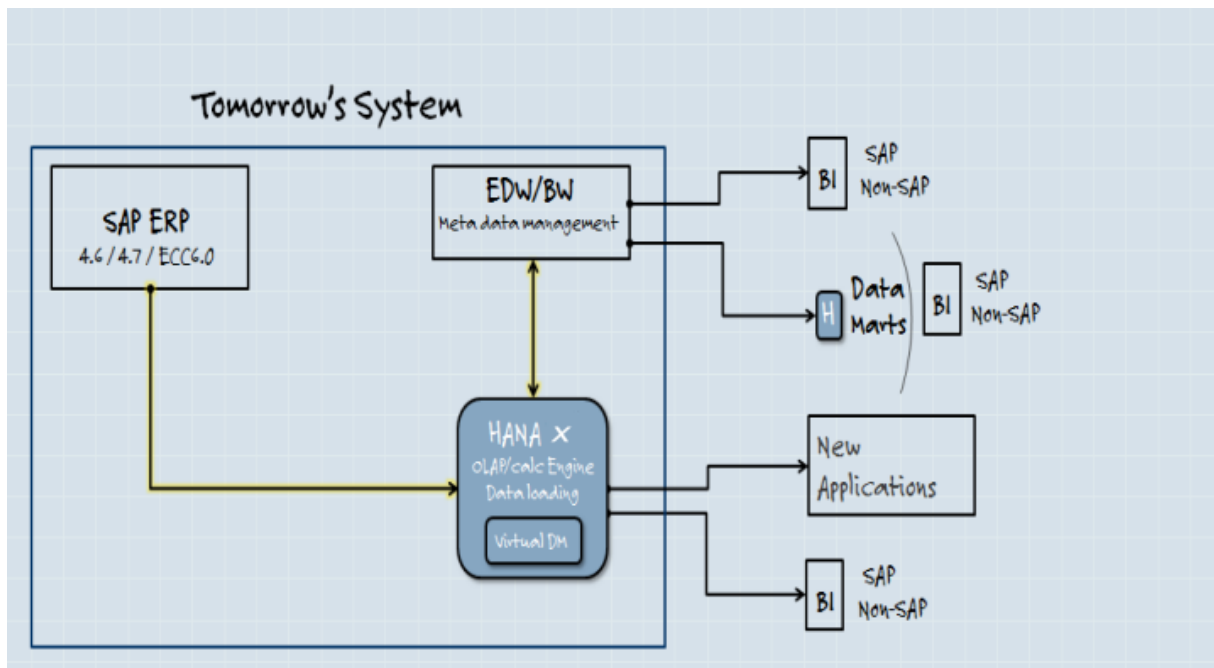 Tomorrow's System
SAP ERP
4.6 / 4.7 / ECC6.0
EDW/BW
Meta data management
BI
SAP
Non-SAP
H
Data
Marts
BI
SAP
Non-SAP
HANA X
OLAP/calc Engine
Data loading
Virtual DM
New
Applications
BI
SAP
Non-SAP